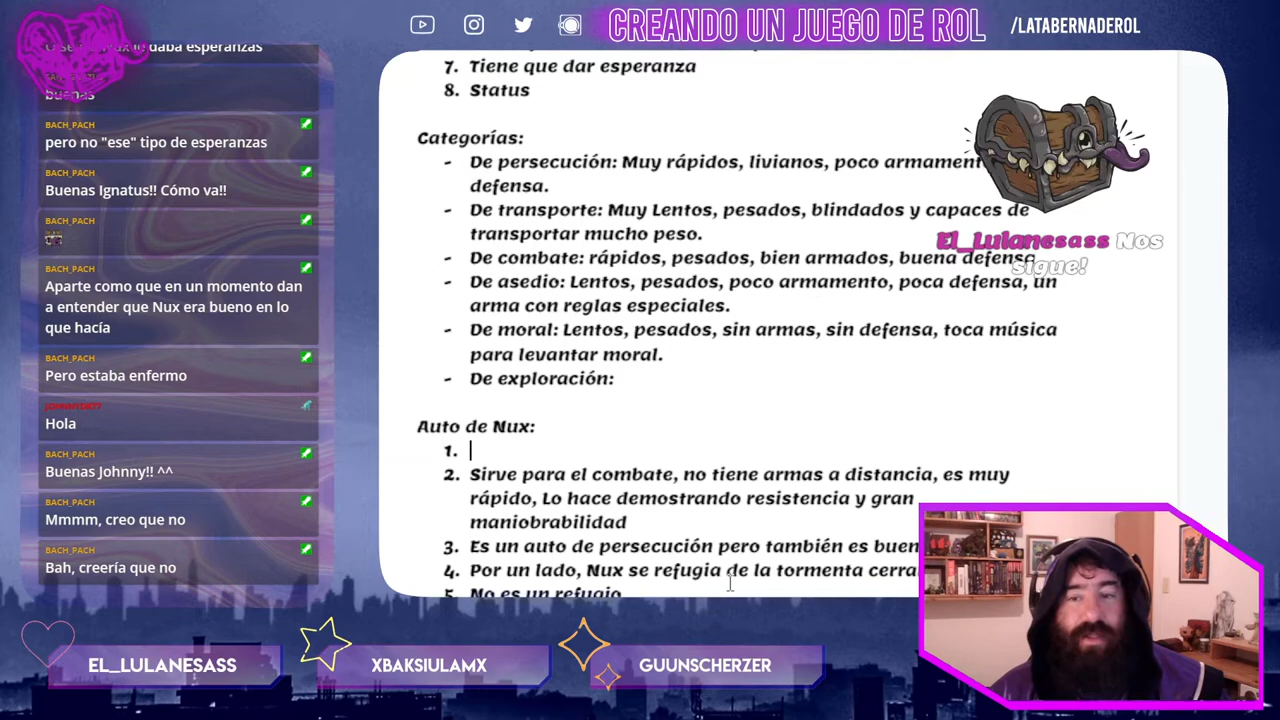 CREANDO UN JUEGO DE ROL
/LATABERNADEROL
daba esperanzas
buenas
BACH_PACH
pero no "ese" tipo de esperanzas
BACH_PACH
Buenas Ignatus!! Cómo va!!
BACH_PACH
BACH_PACH
Aparte como que en un momento dan
a entender que Nux era bueno en lo
que hacía
BACH_PACH
Pero estaba enfermo
Hola
BACH_PACH
Buenas Johnny!! ^^
BACH_PACH
Mmmm, creo que no
BACH_PACH
Bah, creería que no
7. Tiene que dar esperanza
8. Status
Categorías:
- De persecución: Muy rápidos, livianos, poco armament
defensa.
- De transporte: Muy Lentos, pesados, blindados y capaces de
transportar mucho peso.
- De combate: rápidos, pesados, bien armados, buena defensa
- De asedio: Lentos, pesados, poco armamento, poca defensa, un
arma con reglas especiales.
- De moral: Lentos, pesados, sin armas, sin defensa, toca música
para levantar moral.
- De exploración:
Auto de Nux:
1.
2. Sirve para el combate, no tiene armas a distancia, es muy
rápido, Lo hace demostrando resistencia y gran
maniobrabilidad
3. Es un auto de persecución pero también es buen
4. Por un lado, Nux se refugia de la tormenta cerra
5. No es un refugio
El_Lulanesass Nos
sigue!
EL_LULANESASS
XBAKSIULAMX
GUUNSCHERZER